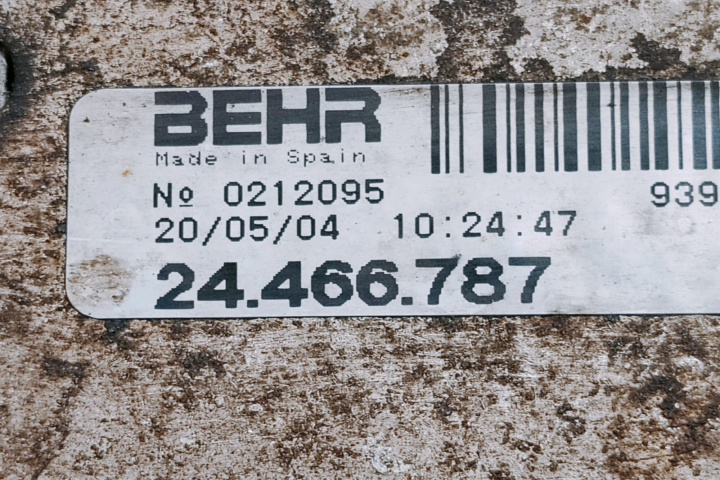 BEHR
Made in Spain
Nº 0212095
939
20/05/04 10:24:47
24.466.787